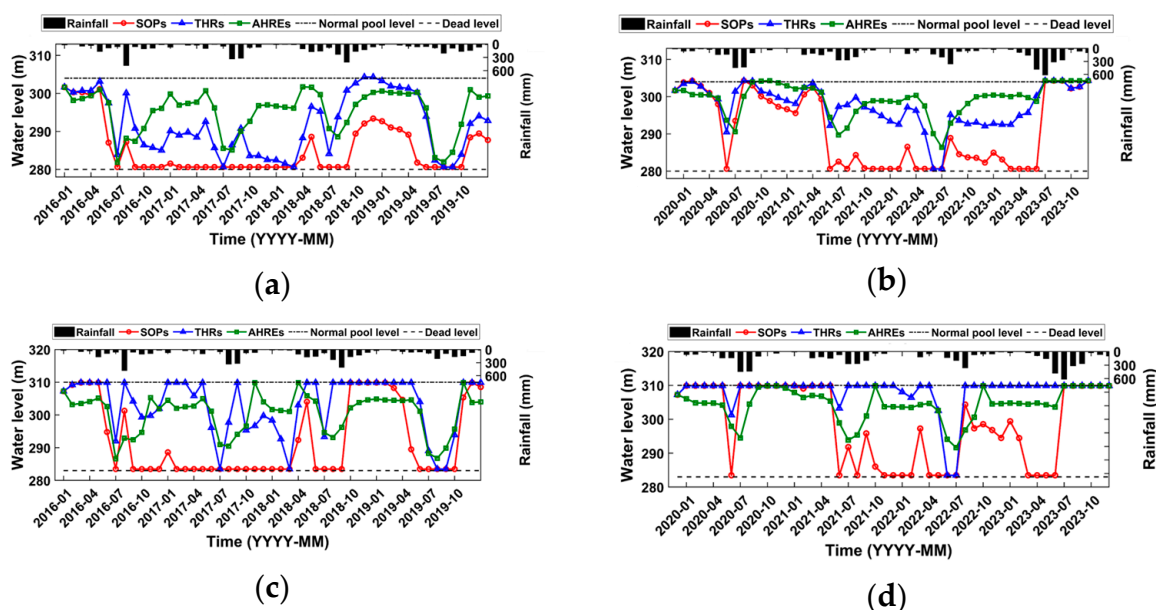 Rainfall SOPs THRs AHREs Normal pool level Dead level
310
300
290
280
Water level (m)
0
300
600
Rainfall (mm)
2016-01 2016-04 2016-07 2016-10 2017-01 2017-04 2017-07 2017-10 2018-01 2018-04 2018-07 2018-10 2019-01 2019-04 2019-07 2019-10
Time (YYYY-MM)
(a)
Rainfall SOPs THRs AHREs Normal pool level Dead level
310
300
290
280
Water level (m)
0
300
600
Rainfall (mm)
2020-01 2020-04 2020-07 2020-10 2021-01 2021-04 2021-07 2021-10 2022-01 2022-04 2022-07 2022-10 2023-01 2023-04 2023-07 2023-10
Time (YYYY-MM)
(b)
Rainfall SOPs THRs AHREs Normal pool level Dead level
320
310
300
290
280
Water level (m)
0
300
600
Rainfall (mm)
2016-01 2016-04 2016-07 2016-10 2017-01 2017-04 2017-07 2017-10 2018-01 2018-04 2018-07 2018-10 2019-01 2019-04 2019-07 2019-10
Time (YYYY-MM)
(c)
Rainfall SOPs THRs AHREs Normal pool level Dead level
320
310
300
290
280
Water level (m)
0
300
600
Rainfall (mm)
2020-01 2020-04 2020-07 2020-10 2021-01 2021-04 2021-07 2021-10 2022-01 2022-04 2022-07 2022-10 2023-01 2023-04 2023-07 2023-10
Time (YYYY-MM)
(d)